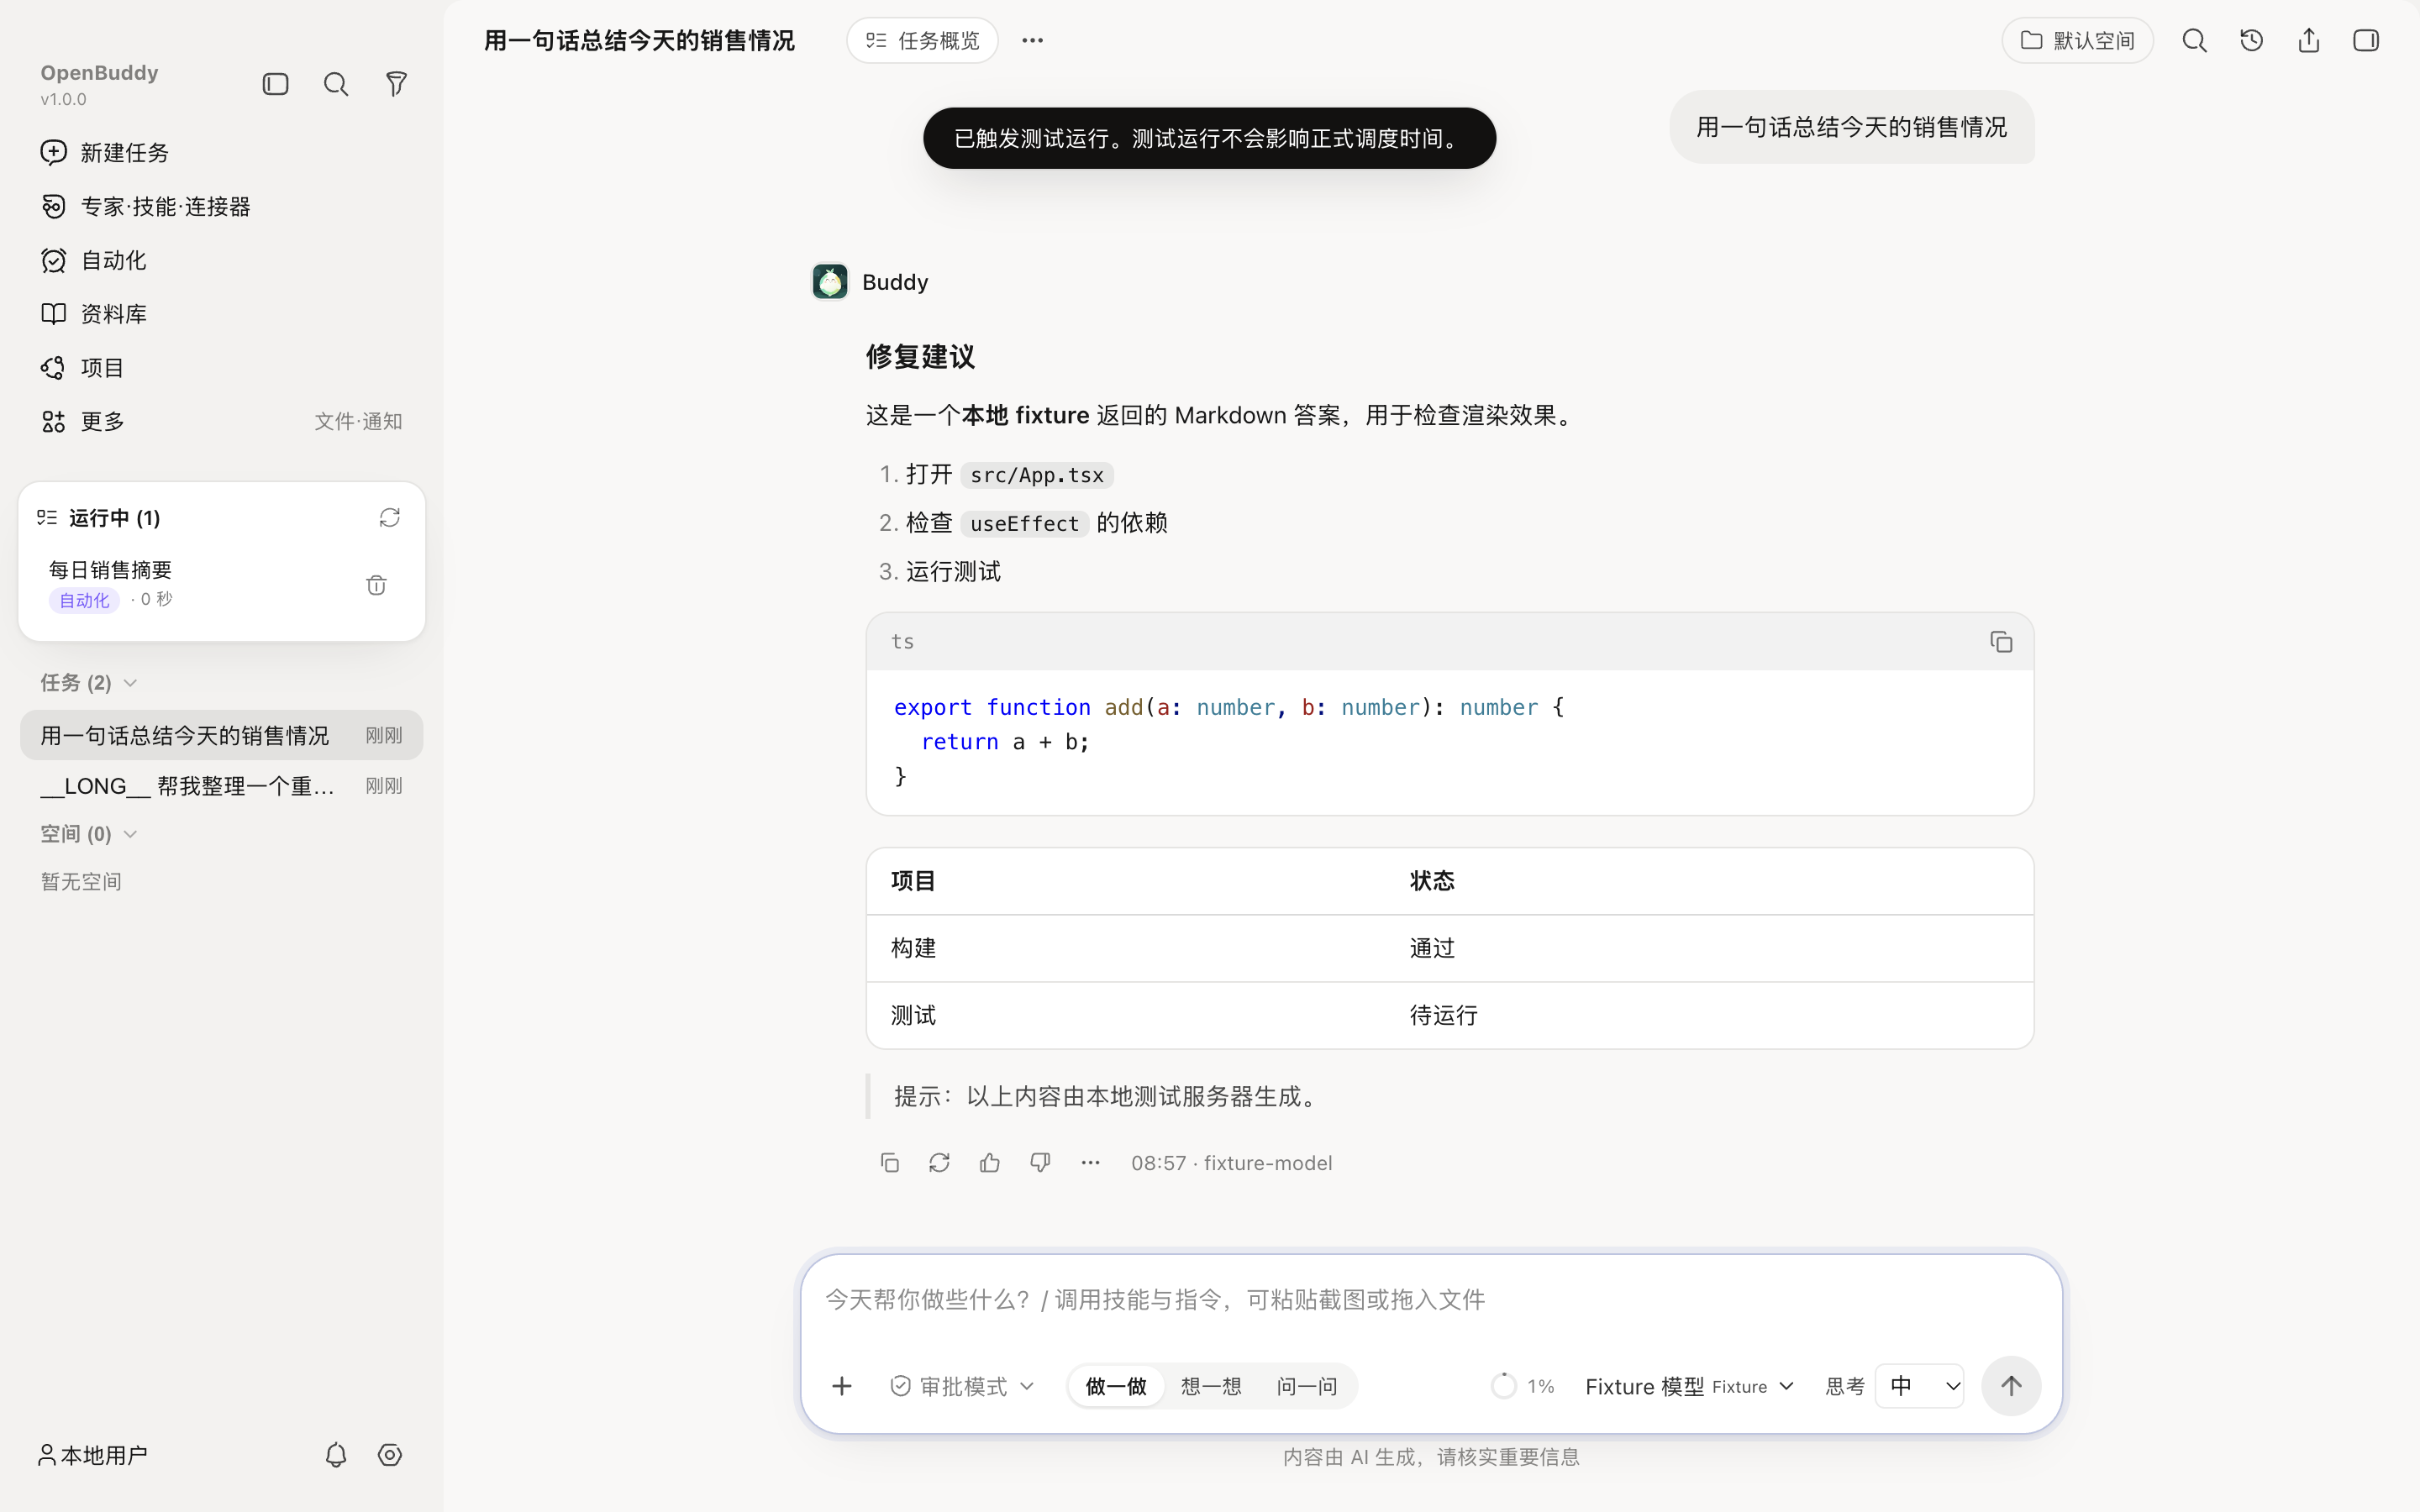 OpenBuddy
v1.0.0
新建任务
专家·技能·连接器
自动化
资料库
项目
更多
文件·通知
运行中 (1)
每日销售摘要
自动化 · 0 秒
任务 (2)
用一句话总结今天的销售情况 刚刚
__LONG__ 帮我整理一个重… 刚刚
空间 (0)
暂无空间
本地用户
用一句话总结今天的销售情况
任务概览
默认空间
已触发测试运行。测试运行不会影响正式调度时间。
用一句话总结今天的销售情况
Buddy
修复建议
这是一个本地 fixture 返回的 Markdown 答案，用于检查渲染效果。
1. 打开 src/App.tsx
2. 检查 useEffect 的依赖
3. 运行测试
ts
export function add(a: number, b: number): number {
return a + b;
}
项目 状态
构建 通过
测试 待运行
提示：以上内容由本地测试服务器生成。
08:57 · fixture-model
今天帮你做些什么？/ 调用技能与指令，可粘贴截图或拖入文件
审批模式 做一做 想一想 问一问 1% Fixture 模型 Fixture 思考 中
内容由 AI 生成，请核实重要信息